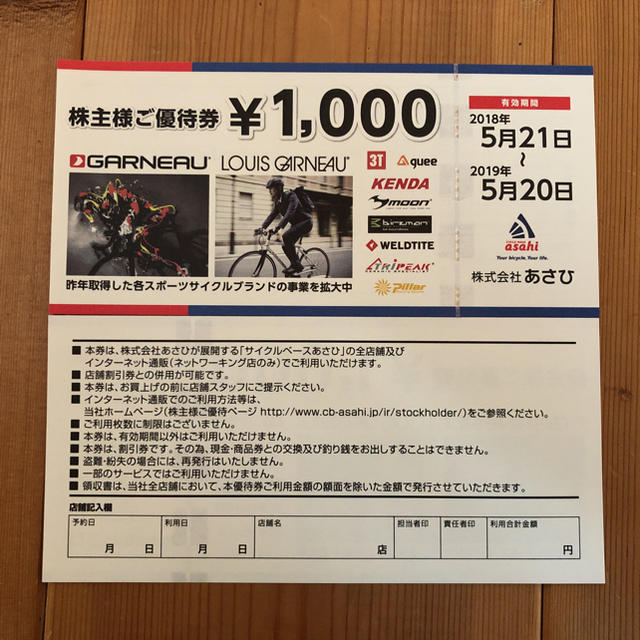 株主様ご優待券 ¥1,000
有効期間
2018年
5月21日
～
2019年
5月20日
GARNEAU
LOUIS GARNEAU
3T
aguee
KENDA
moon
Birzman
WELDTITE
TRIPEAK
Pillar
昨年取得した各スポーツサイクルブランドの事業を拡大中
asahi
Your bicycle, Your life.
株式会社 あさひ
■ 本券は、株式会社あさひが展開する「サイクルベースあさひ」の全店舗及び
インターネット通販（ネットワーキング店のみ）でご利用いただけます。
■ 店舗割引券との併用が可能です。
■ 本券は、お買上げの前に店舗スタッフにご提示ください。
■ インターネット通販でのご利用方法等は、
当社ホームページ（株主様ご優待ページ http://www.cb-asahi.jp/ir/stockholder/）をご参照ください。
■ ご利用枚数に制限はございません。
■ 本券は、有効期間以外はご利用いただけません。
■ 本券は、割引券です。その為、現金・商品券との交換及び釣り銭をお出しすることはできません。
■ 盗難・紛失の場合には、再発行はいたしません。
■ 一部のサービスではご利用いただけません。
■ 領収書は、当社全店舗において、本優待券ご利用金額の額面を除いた金額で発行させていただきます。
店舗記入欄
予約日 利用日 店舗名 担当者印 責任者印 利用合計金額
月 日 月 日 店 円